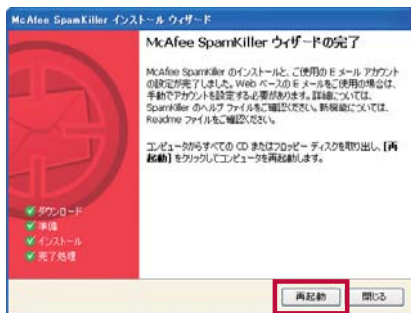 McAfee SpamKiller インストール ウィザード
McAfee SpamKiller ウィザードの完了
McAfee SpamKiller のインストールと、ご使用の E メール アカウント
の設定が完了しました。Web ベースの E メールをご使用の場合は、
手動でアカウントを設定する必要があります。詳細については、
SpamKiller のヘルプ ファイルをご確認ください。新機能については、
Readme ファイルをご確認ください。
コンピュータからすべての CD またはフロッピー ディスクを取り出し、[再
起動] をクリックしてコンピュータを再起動します。
ダウンロード
準備
インストール
完了処理
再起動
閉じる